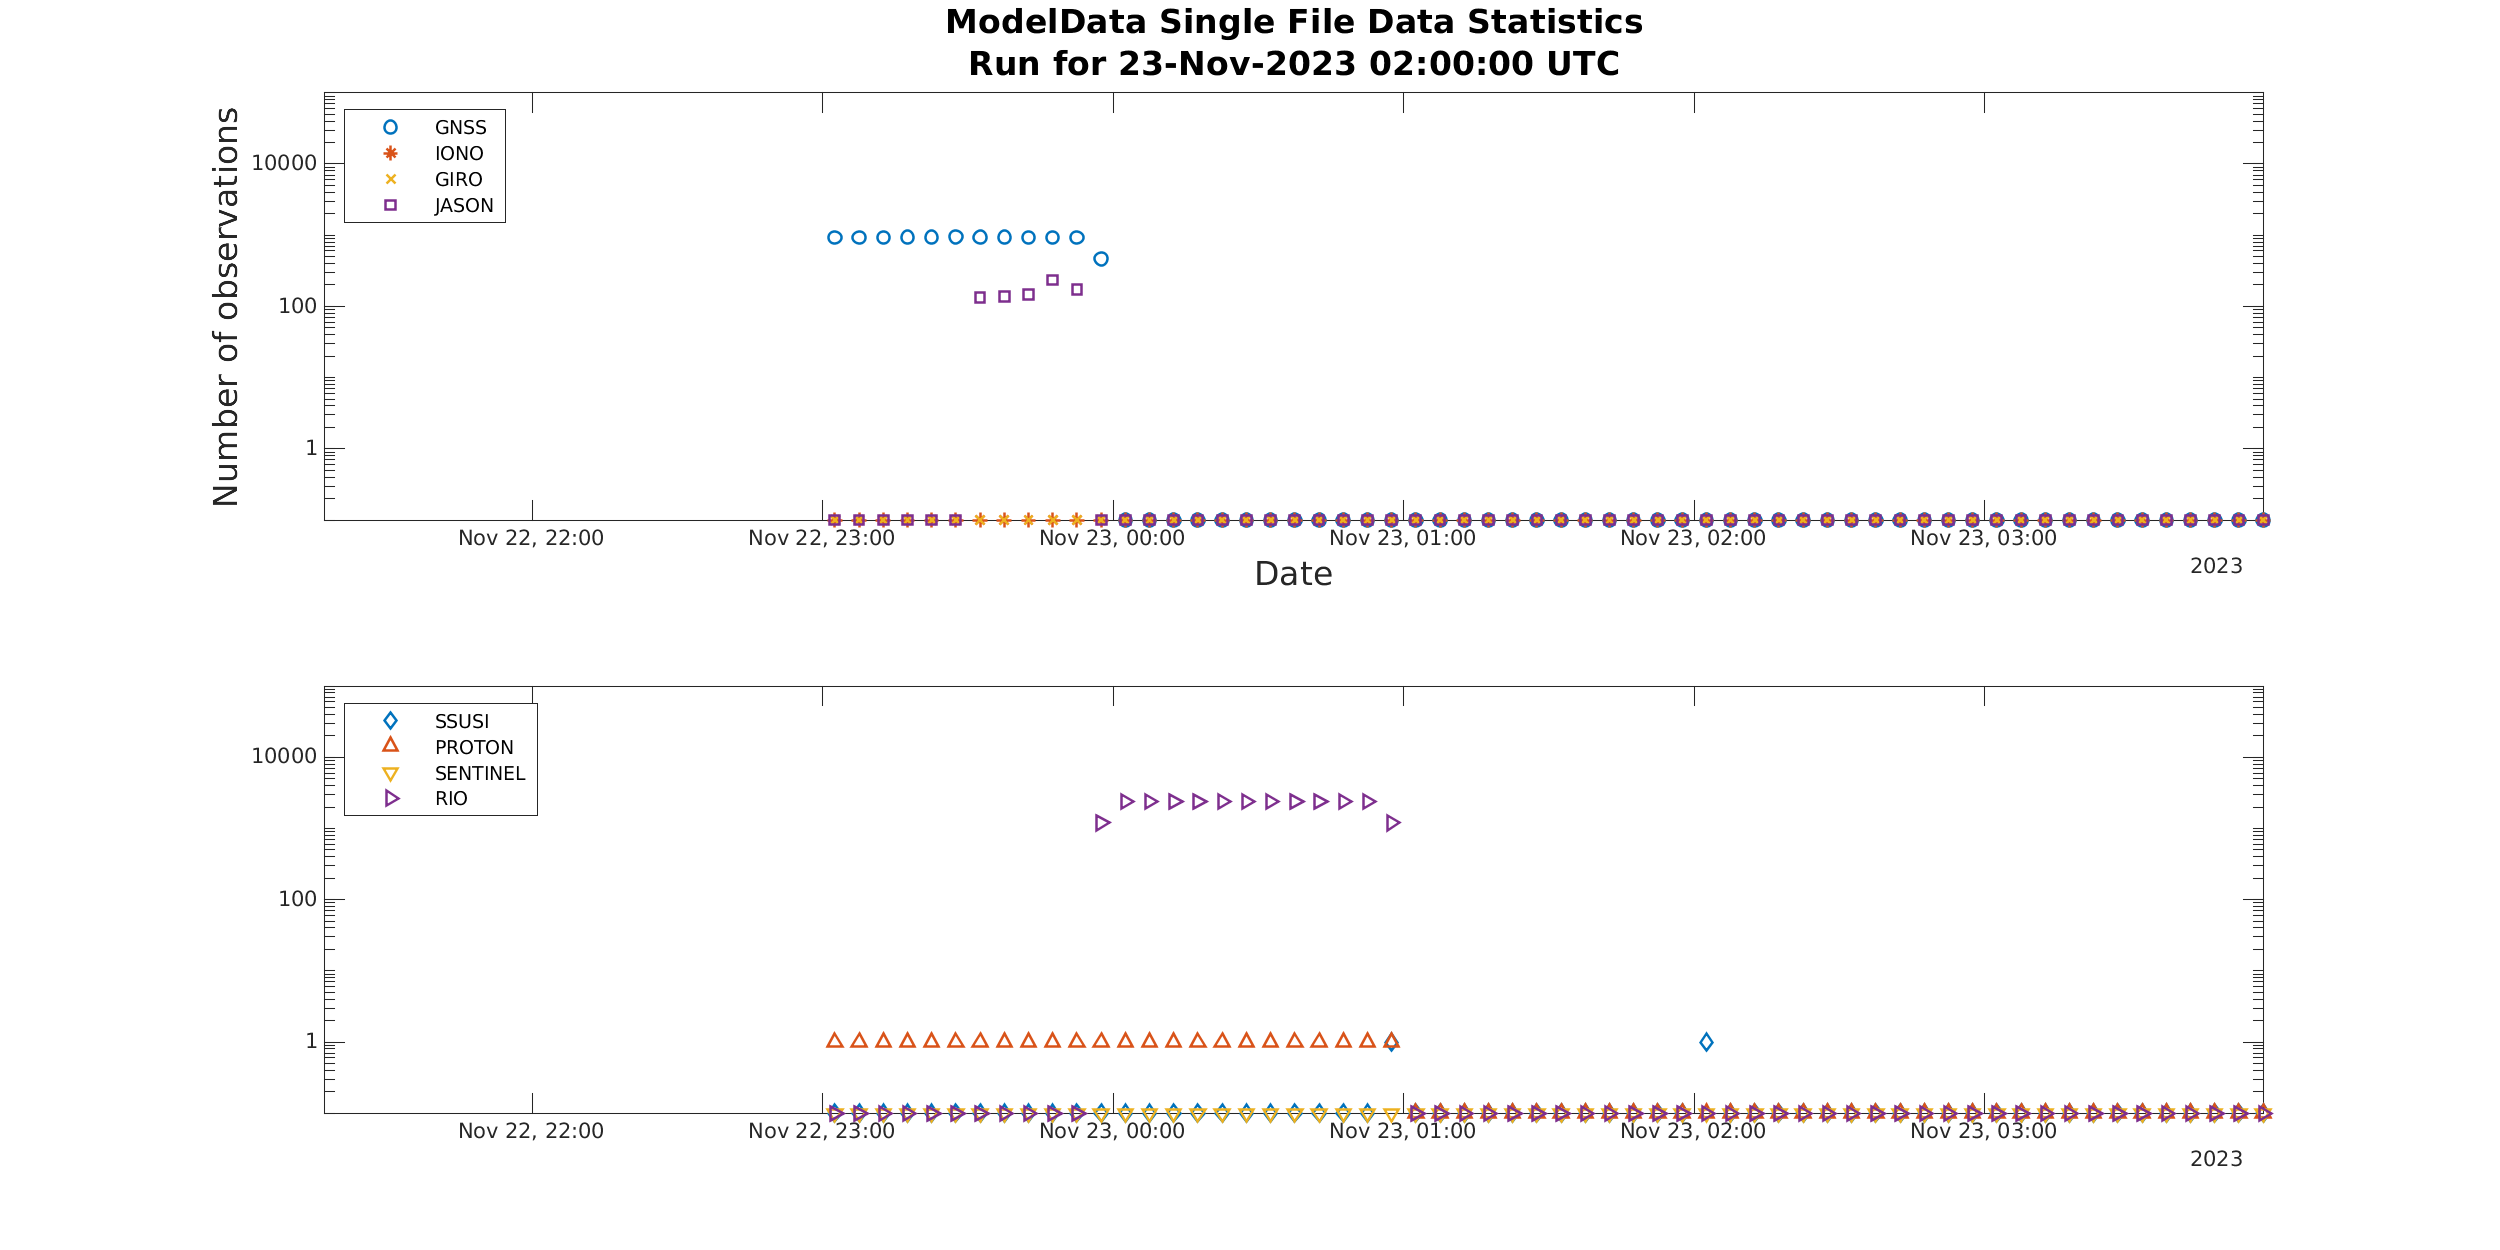 ModelData Single File Data Statistics
Run for 23-Nov-2023 02:00:00 UTC
Number of observations
10000
100
1
GNSS
IONO
GIRO
JASON
Nov 22, 22:00 Nov 22, 23:00 Nov 23, 00:00 Nov 23, 01:00 Nov 23, 02:00 Nov 23, 03:00
2023
Date
10000
100
1
SSUSI
PROTON
SENTINEL
RIO
Nov 22, 22:00 Nov 22, 23:00 Nov 23, 00:00 Nov 23, 01:00 Nov 23, 02:00 Nov 23, 03:00
2023